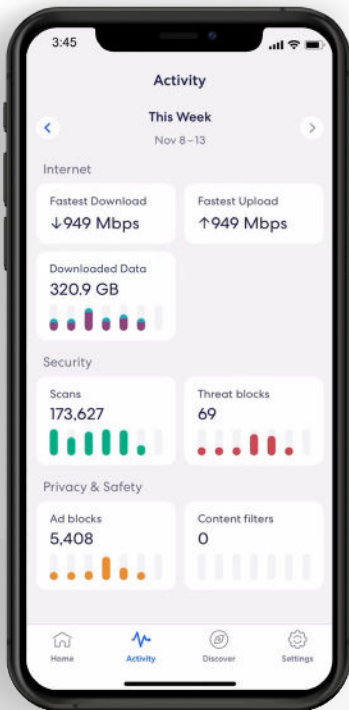 3:45
Activity
This Week
Nov 8–13
Internet
Fastest Download
↓949 Mbps
Fastest Upload
↑949 Mbps
Downloaded Data
320.9 GB
Security
Scans
173,627
Threat blocks
69
Privacy & Safety
Ad blocks
5,408
Content filters
0
Home
Activity
Discover
Settings